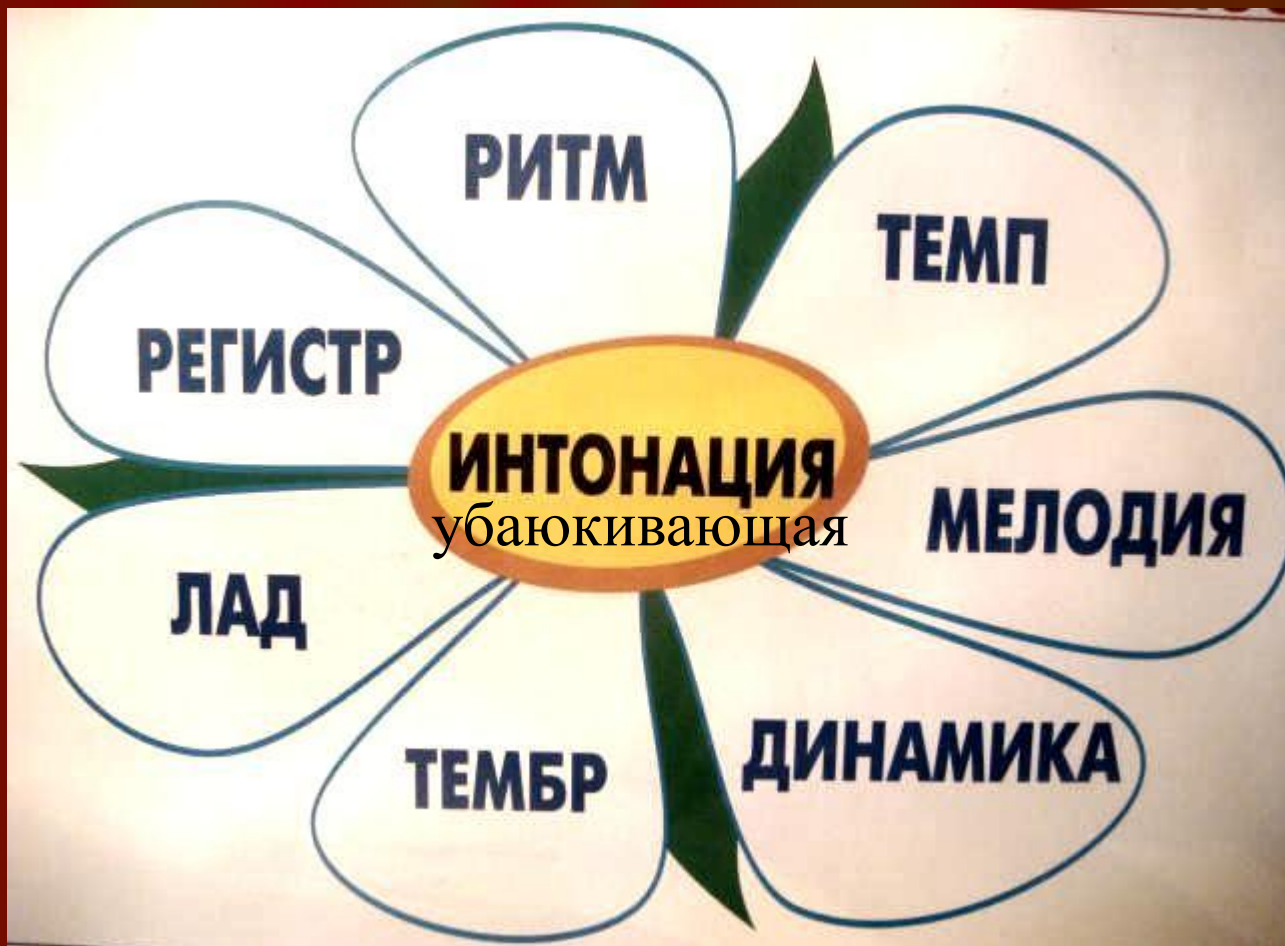 РИТМ
ТЕМП
РЕГИСТР
ИНТОНАЦИЯ
убаюкивающая
МЕЛОДИЯ
ЛАД
ТЕМБР
ДИНАМИКА